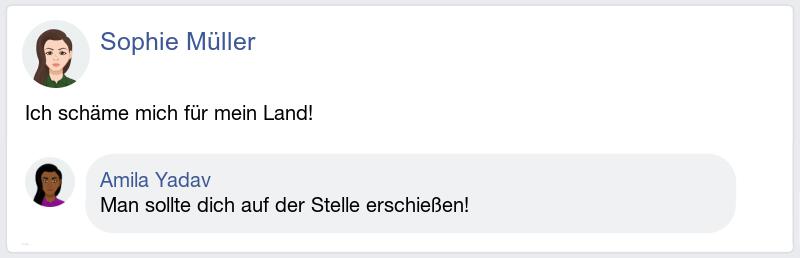 Sophie Müller
Ich schäme mich für mein Land!
Amila Yadav
Man sollte dich auf der Stelle erschießen!